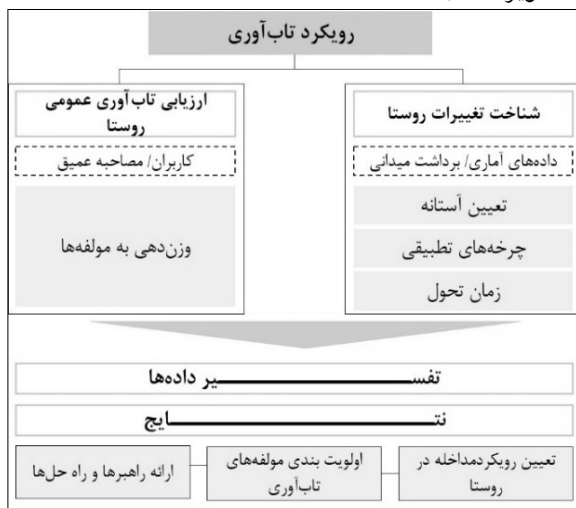 رویکرد تاب‌آوری
شناخت تغییرات روستا
داده‌های آماری/ برداشت میدانی
تعیین آستانه
چرخه‌های تطبیقی
زمان تحول
ارزیابی تاب‌آوری عمومی
روستا
کاربران/ مصاحبه عمیق
وزن‌دهی به مولفه‌ها
تفســـــــــــــــیر داده‌ها
نتـــــــــــــــایج
تعیین رویکردمداخله در
روستا
اولویت بندی مولفه‌های
تاب‌آوری
ارائه راهبرها و راه حل‌ها